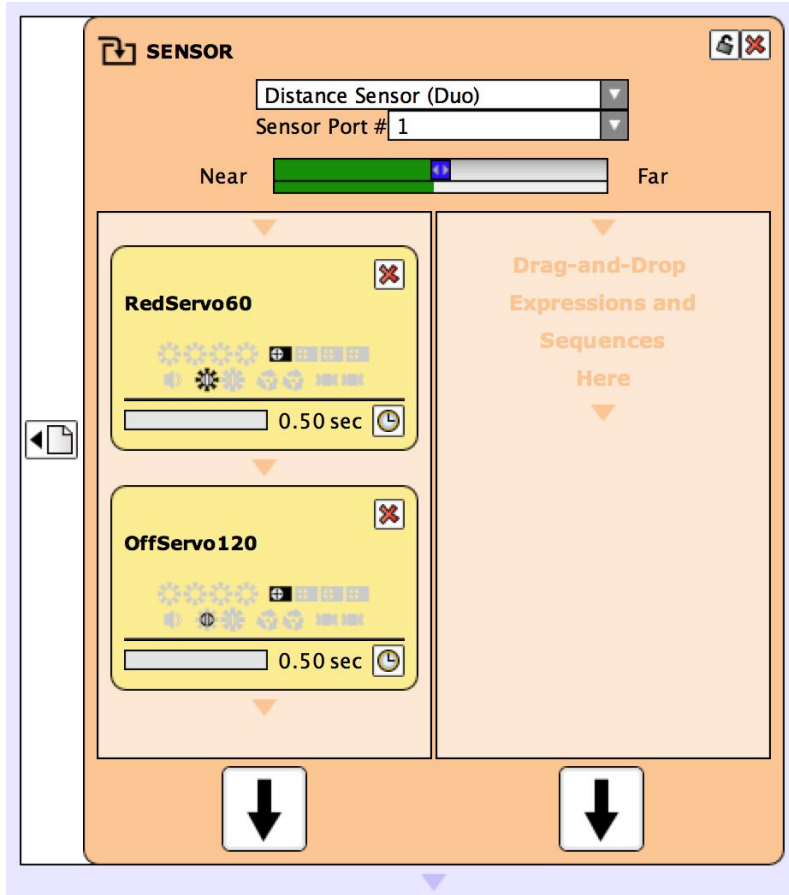 SENSOR
Distance Sensor (Duo)
Sensor Port # 1
Near Far
RedServo60
0.50 sec
OffServo120
0.50 sec
Drag-and-Drop
Expressions and
Sequences
Here